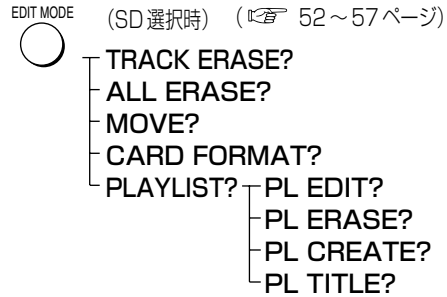 EDIT MODE (SD選択時) (☞ 52～57ページ)
TRACK ERASE?
ALL ERASE?
MOVE?
CARD FORMAT?
PLAYLIST? PL EDIT?
PL ERASE?
PL CREATE?
PL TITLE?